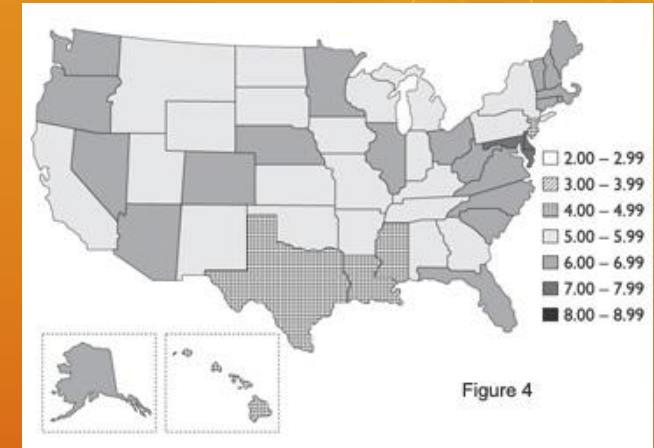 2.00 – 2.99
3.00 – 3.99
4.00 – 4.99
5.00 – 5.99
6.00 – 6.99
7.00 – 7.99
8.00 – 8.99
Figure 4